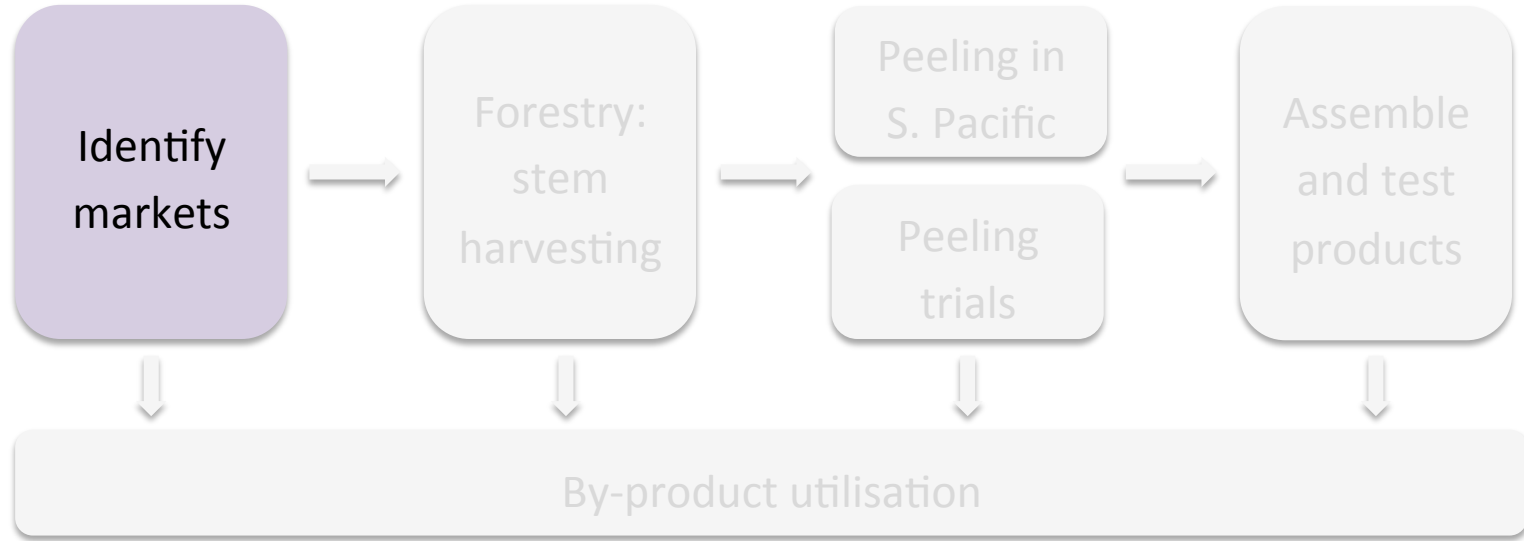 Identify
markets
Forestry:
stem
harvesting
Peeling in
S. Pacific
Peeling
trials
Assemble
and test
products
By-product utilisation